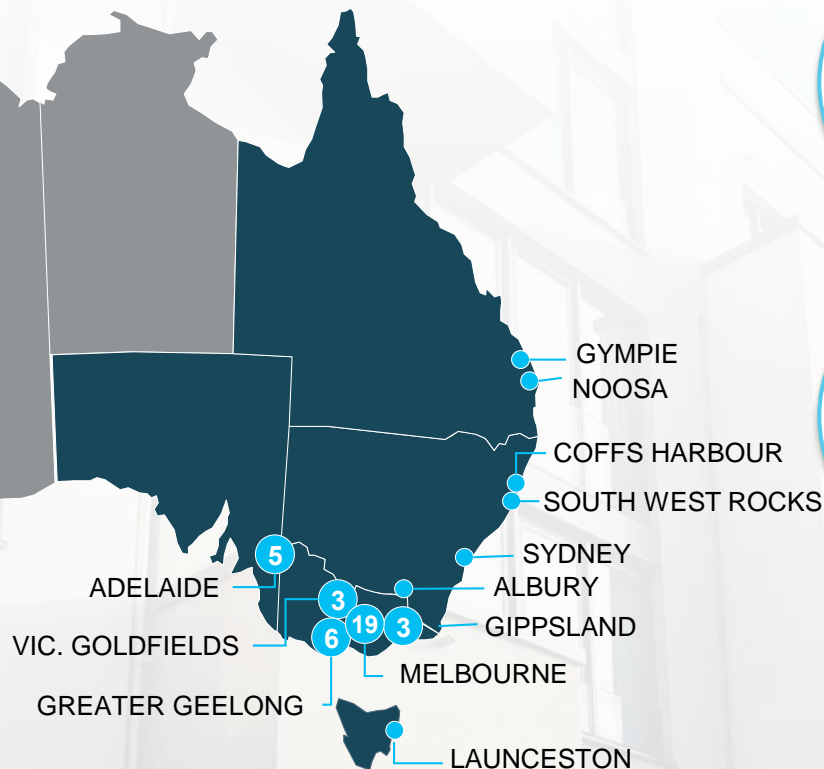 GYMPIE
NOOSA
COFFS HARBOUR
SOUTH WEST ROCKS
SYDNEY
5
ADELAIDE
ALBURY
3
19
3
GIPPSLAND
VIC. GOLDFIELDS
6
MELBOURNE
GREATER GEELONG
LAUNCESTON